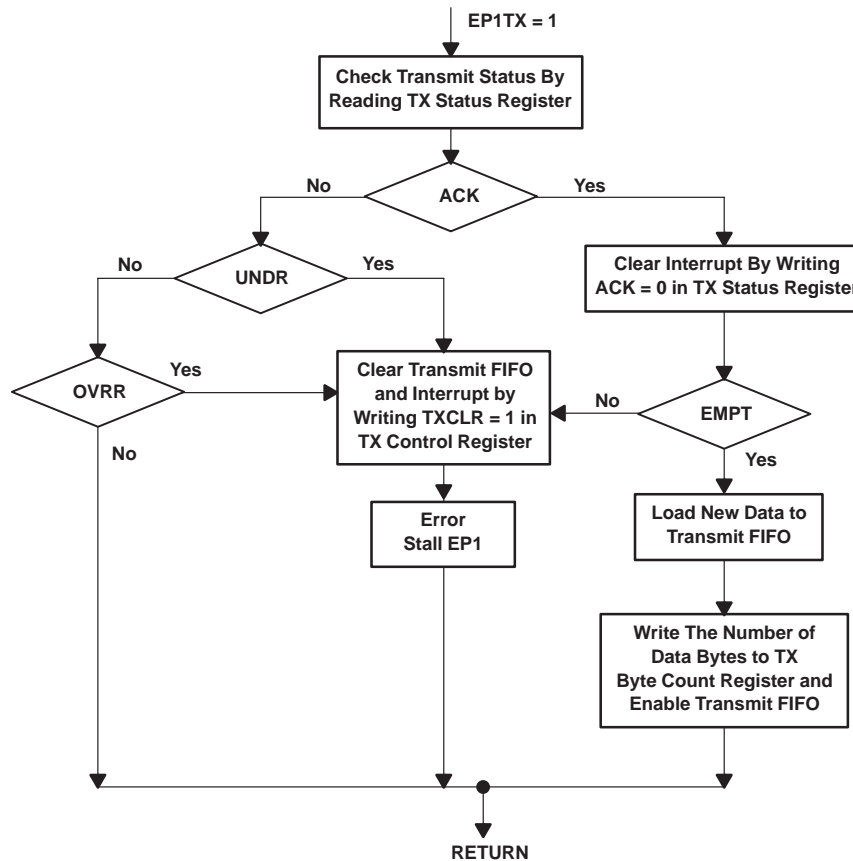 EP1TX = 1
Check Transmit Status By
Reading TX Status Register
No
ACK
Yes
No
UNDR
Yes
Clear Interrupt By Writing
ACK = 0 in TX Status Register
OVRR
Yes
No
Clear Transmit FIFO
and Interrupt by
Writing TXCLR = 1 in
TX Control Register
No
EMPT
Yes
Error
Stall EP1
Load New Data to
Transmit FIFO
Write The Number of
Data Bytes to TX
Byte Count Register and
Enable Transmit FIFO
RETURN